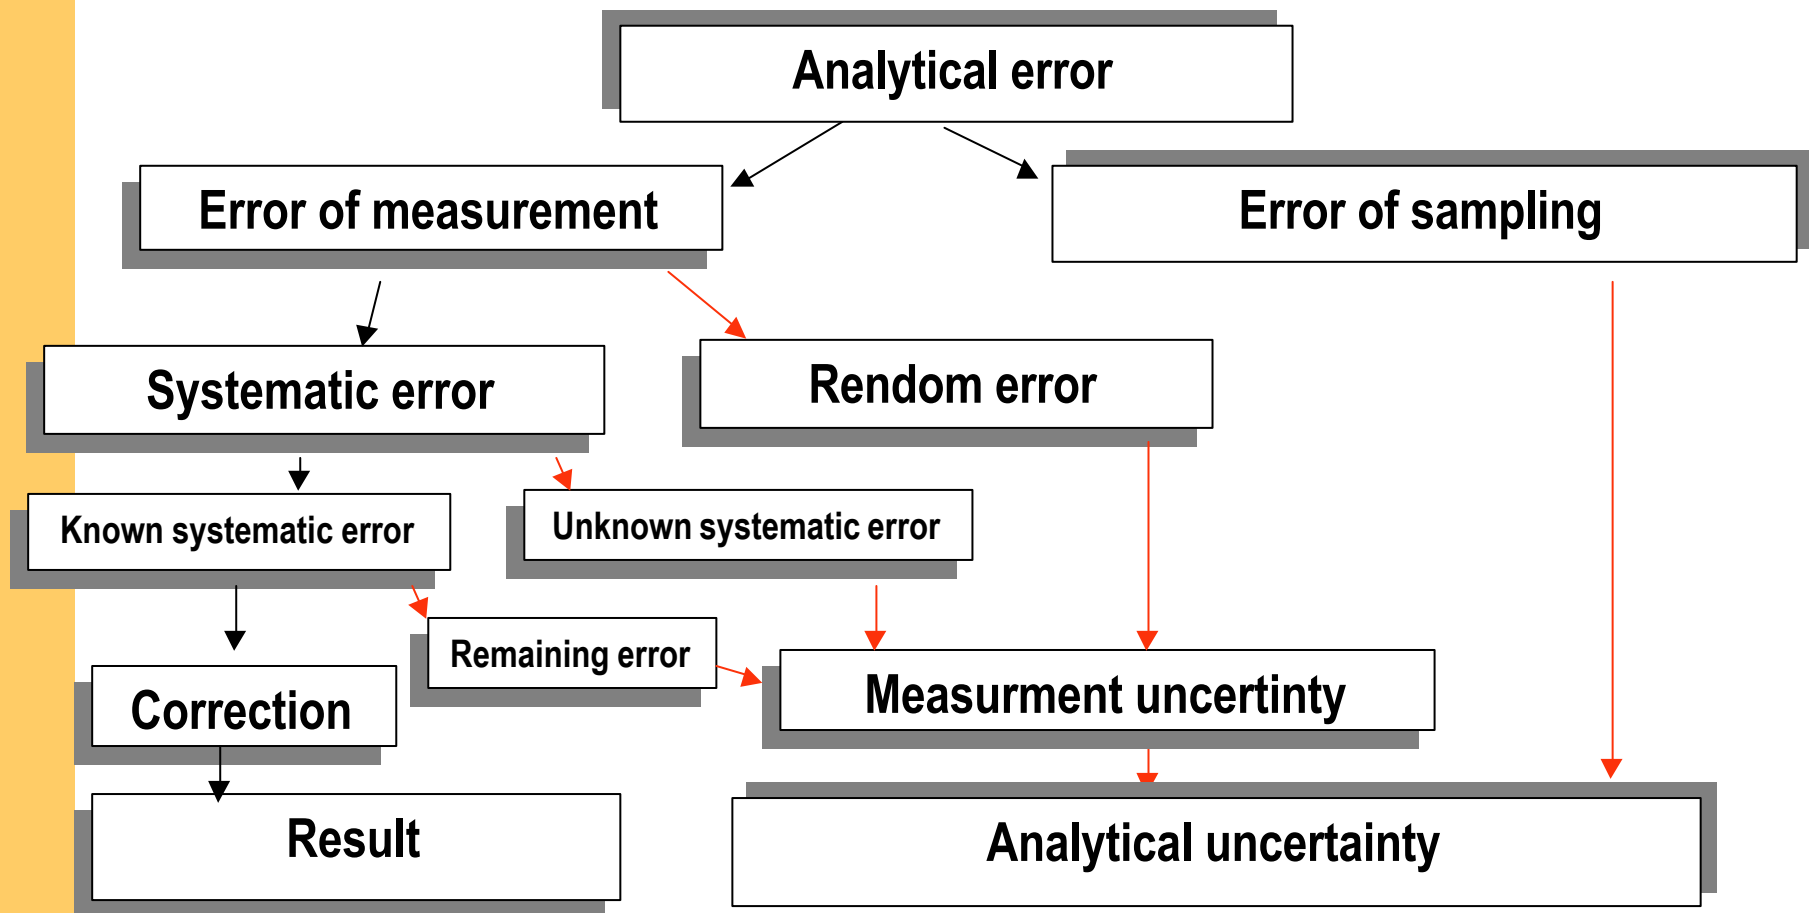 Analytical error
Error of measurement
Error of sampling
Systematic error
Rendom error
Known systematic error
Unknown systematic error
Remaining error
Correction
Measurment uncertinty
Result
Analytical uncertainty